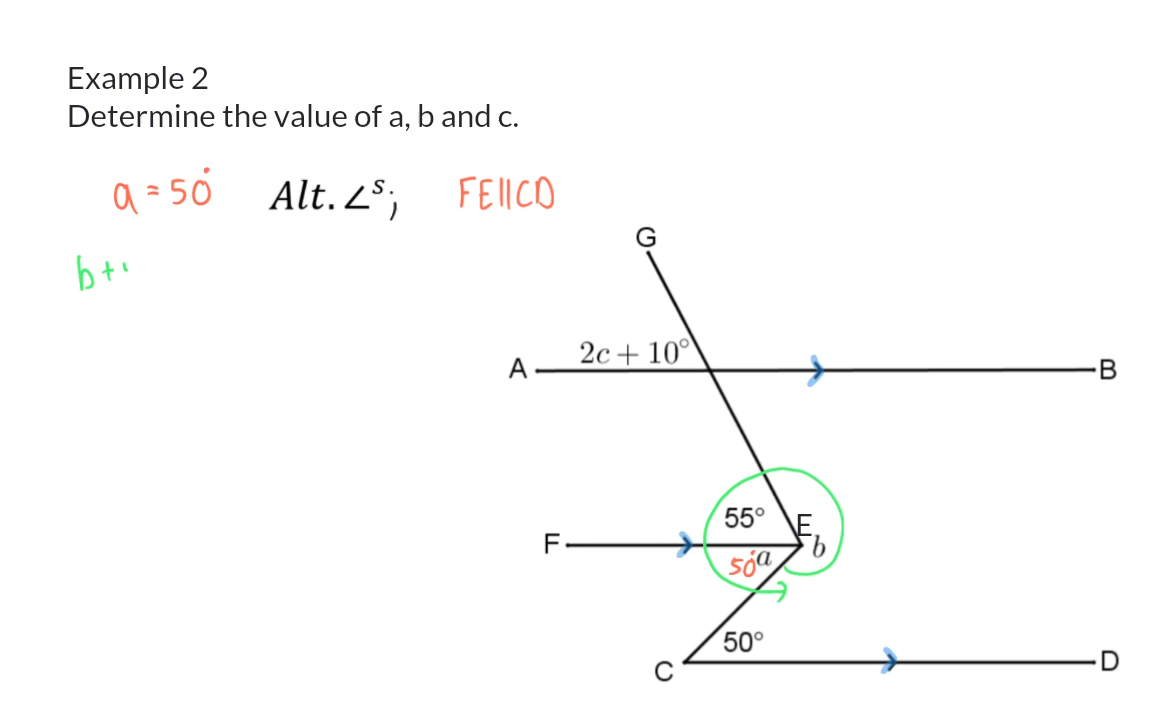 Example 2
Determine the value of a, b and c.
a = 50° Alt. ∠ˢ; FE||CD
b +
G
2c + 10°
A
B
55°
E
F
b
50° a
50°
C
D